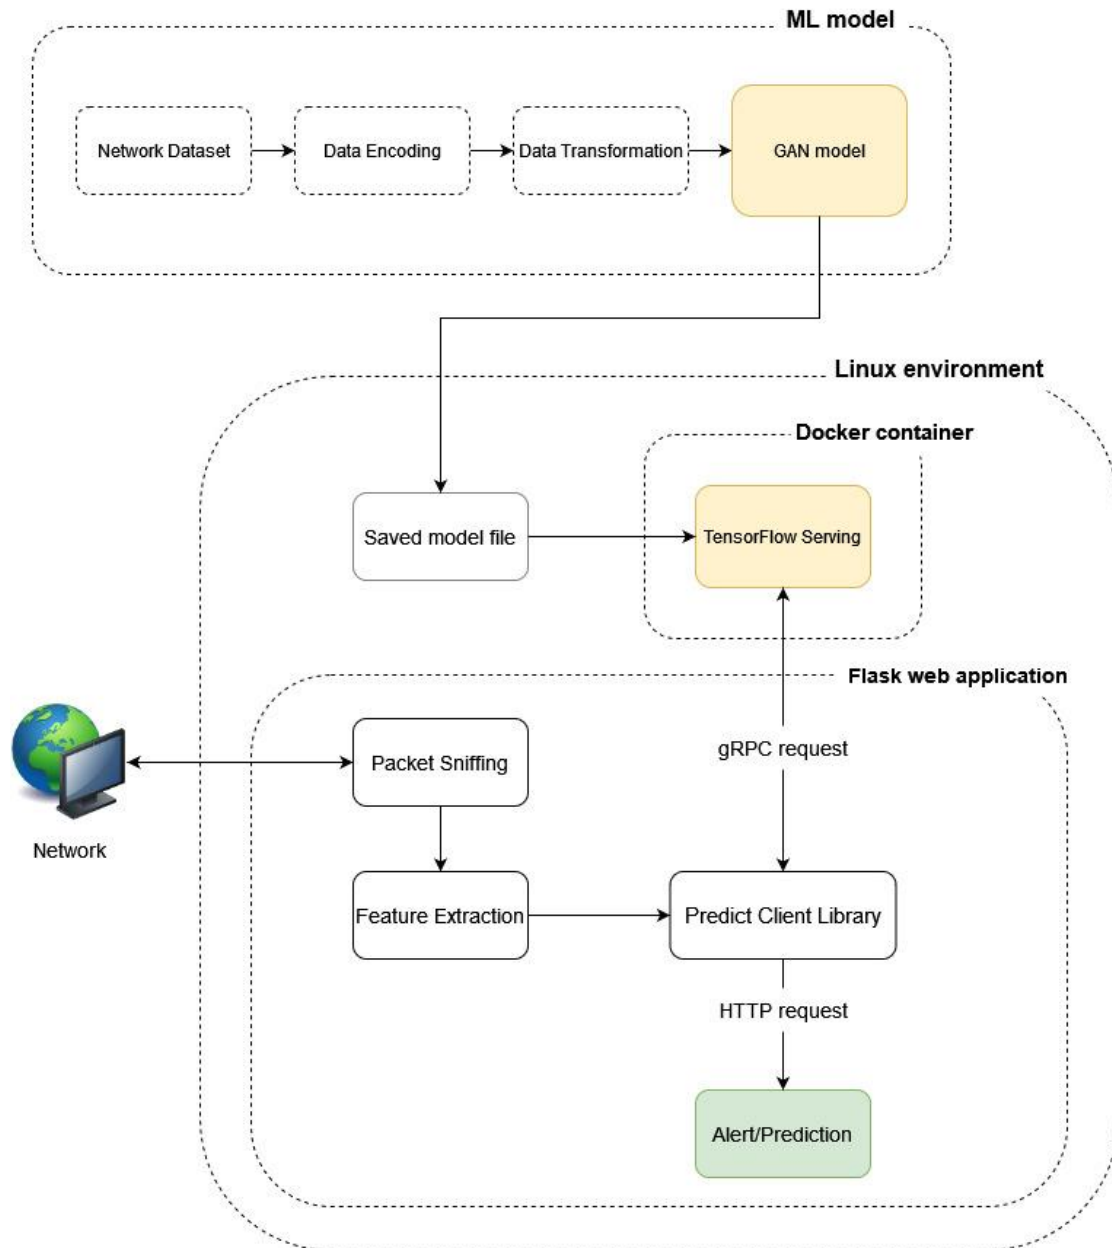 ML model
Network Dataset
Data Encoding
Data Transformation
GAN model
Linux environment
Docker container
Saved model file
TensorFlow Serving
Flask web application
Packet Sniffing
gRPC request
Network
Feature Extraction
Predict Client Library
HTTP request
Alert/Prediction